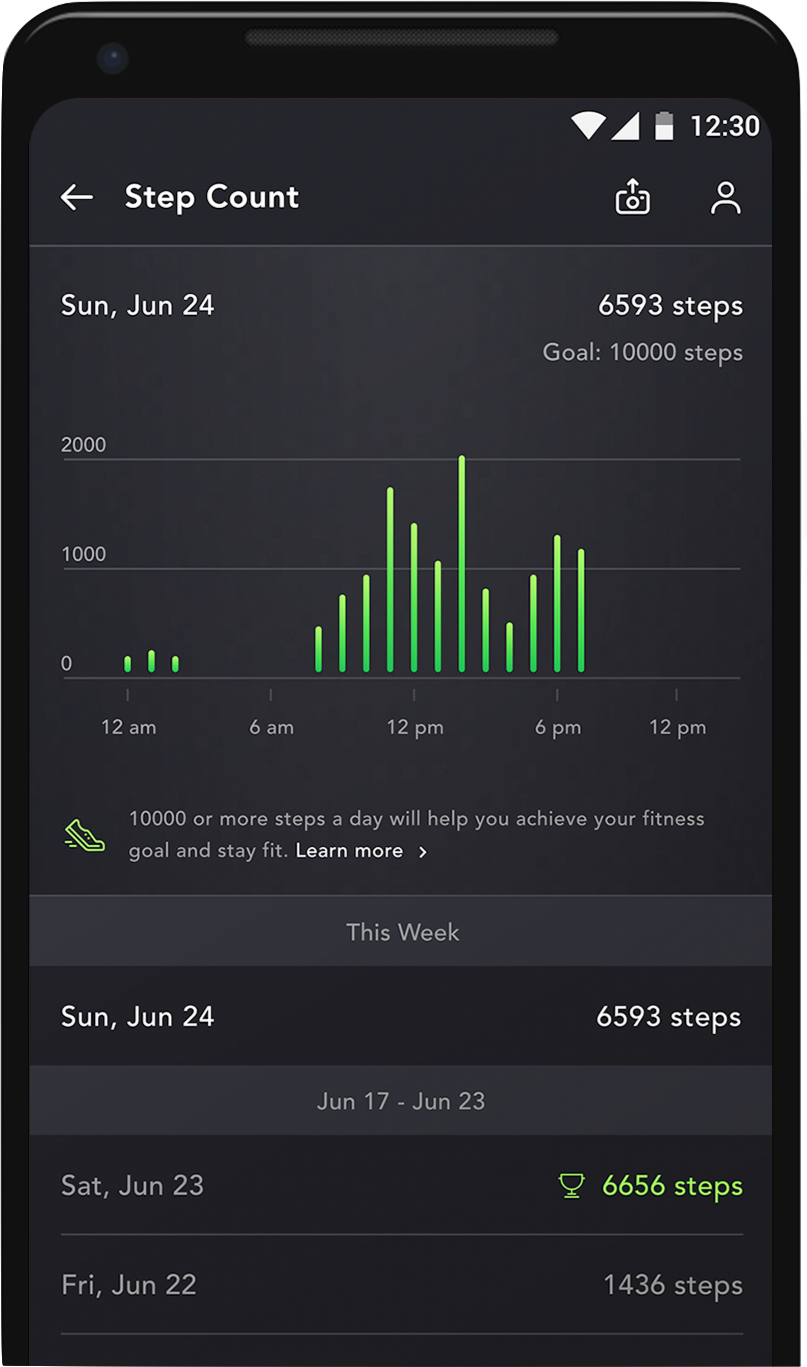 12:30
Step Count
Sun, Jun 24 6593 steps
Goal: 10000 steps
2000
1000
0
12 am 6 am 12 pm 6 pm 12 pm
10000 or more steps a day will help you achieve your fitness
goal and stay fit. Learn more >
This Week
Sun, Jun 24 6593 steps
Jun 17 - Jun 23
Sat, Jun 23 6656 steps
Fri, Jun 22 1436 steps